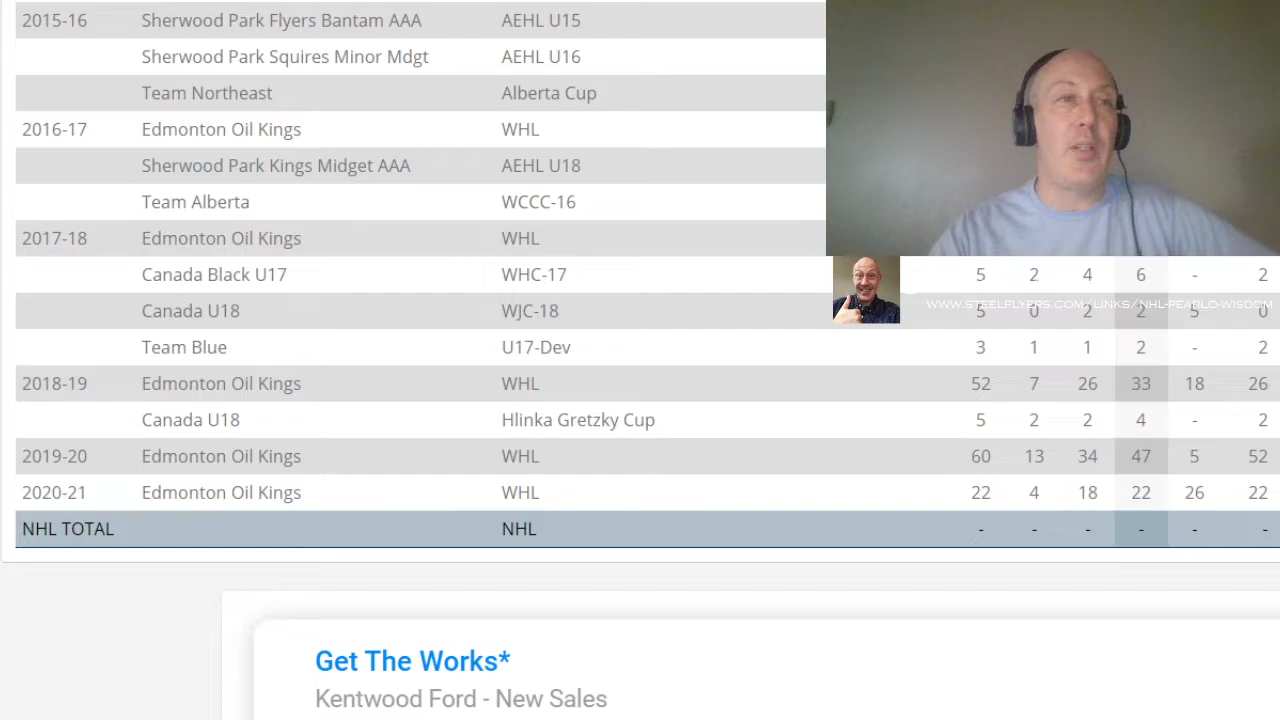 2015-16 Sherwood Park Flyers Bantam AAA AEHL U15
Sherwood Park Squires Minor Mdgt AEHL U16
Team Northeast Alberta Cup
2016-17 Edmonton Oil Kings WHL
Sherwood Park Kings Midget AAA AEHL U18
Team Alberta WCCC-16
2017-18 Edmonton Oil Kings WHL
Canada Black U17 WHC-17 5 2 4 6 - 2
WWW.STEELFLYERS.COM/LINKS/NHL-PEARLO-WISDOM
Canada U18 WJC-18 5 0 2 2 5 0
Team Blue U17-Dev 3 1 1 2 - 2
2018-19 Edmonton Oil Kings WHL 52 7 26 33 18 26
Canada U18 Hlinka Gretzky Cup 5 2 2 4 - 2
2019-20 Edmonton Oil Kings WHL 60 13 34 47 5 52
2020-21 Edmonton Oil Kings WHL 22 4 18 22 26 22
NHL TOTAL NHL - - - - - -
Get The Works*
Kentwood Ford - New Sales